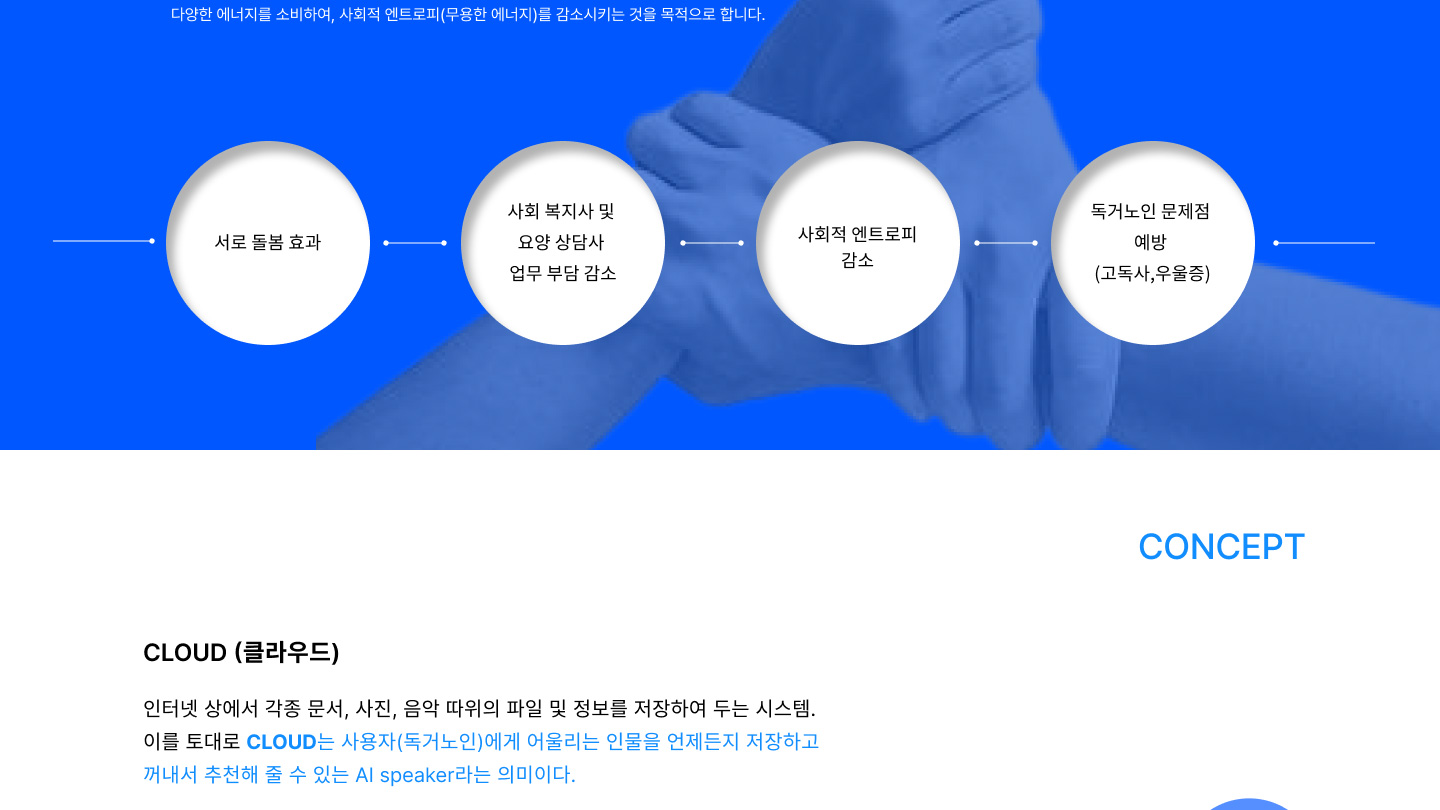 다양한 에너지를 소비하여, 사회적 엔트로피(무용한 에너지)를 감소시키는 것을 목적으로 합니다.
서로 돌봄 효과
사회 복지사 및
요양 상담사
업무 부담 감소
사회적 엔트로피
감소
독거노인 문제점
예방
(고독사,우울증)
CONCEPT
CLOUD (클라우드)
인터넷 상에서 각종 문서, 사진, 음악 따위의 파일 및 정보를 저장하여 두는 시스템.
이를 토대로 CLOUD는 사용자(독거노인)에게 어울리는 인물을 언제든지 저장하고
꺼내서 추천해 줄 수 있는 AI speaker라는 의미이다.